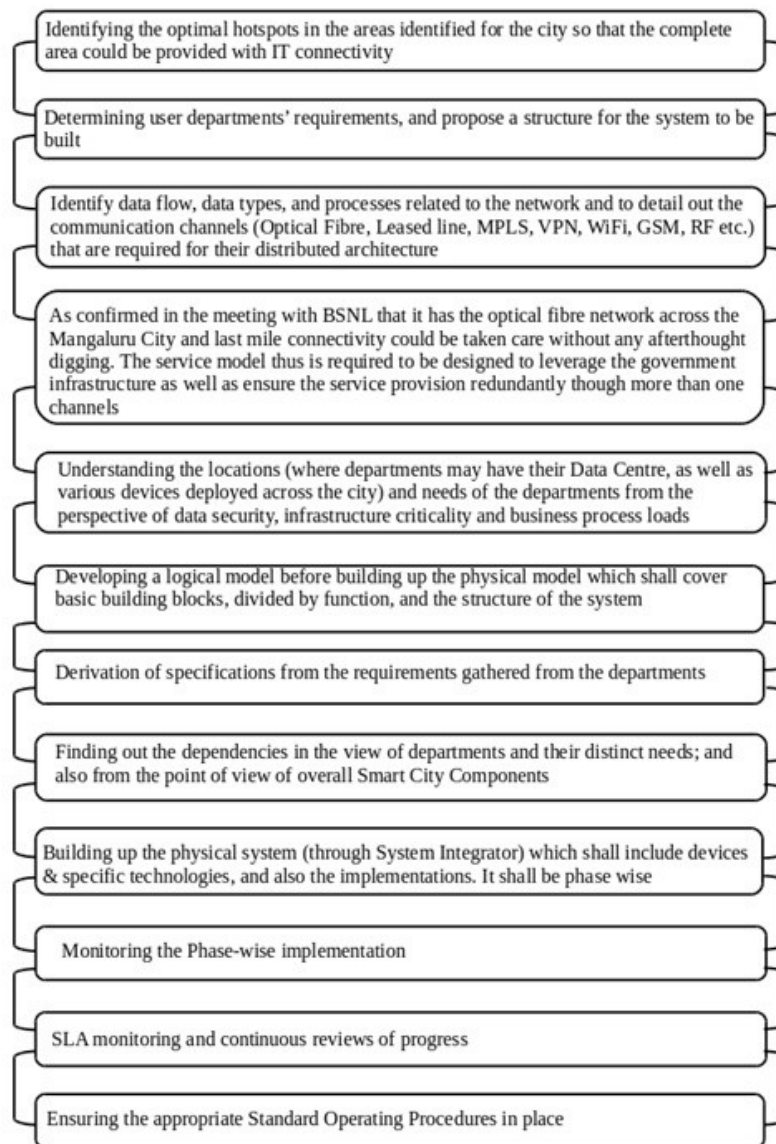 Identifying the optimal hotspots in the areas identified for the city so that the complete
area could be provided with IT connectivity
Determining user departments' requirements, and propose a structure for the system to be
built
Identify data flow, data types, and processes related to the network and to detail out the
communication channels (Optical Fibre, Leased line, MPLS, VPN, WiFi, GSM, RF etc.)
that are required for their distributed architecture
As confirmed in the meeting with BSNL that it has the optical fibre network across the
Mangaluru City and last mile connectivity could be taken care without any afterthought
digging. The service model thus is required to be designed to leverage the government
infrastructure as well as ensure the service provision redundantly though more than one
channels
Understanding the locations (where departments may have their Data Centre, as well as
various devices deployed across the city) and needs of the departments from the
perspective of data security, infrastructure criticality and business process loads
Developing a logical model before building up the physical model which shall cover
basic building blocks, divided by function, and the structure of the system
Derivation of specifications from the requirements gathered from the departments
Finding out the dependencies in the view of departments and their distinct needs; and
also from the point of view of overall Smart City Components
Building up the physical system (through System Integrator) which shall include devices
& specific technologies, and also the implementations. It shall be phase wise
Monitoring the Phase-wise implementation
SLA monitoring and continuous reviews of progress
Ensuring the appropriate Standard Operating Procedures in place